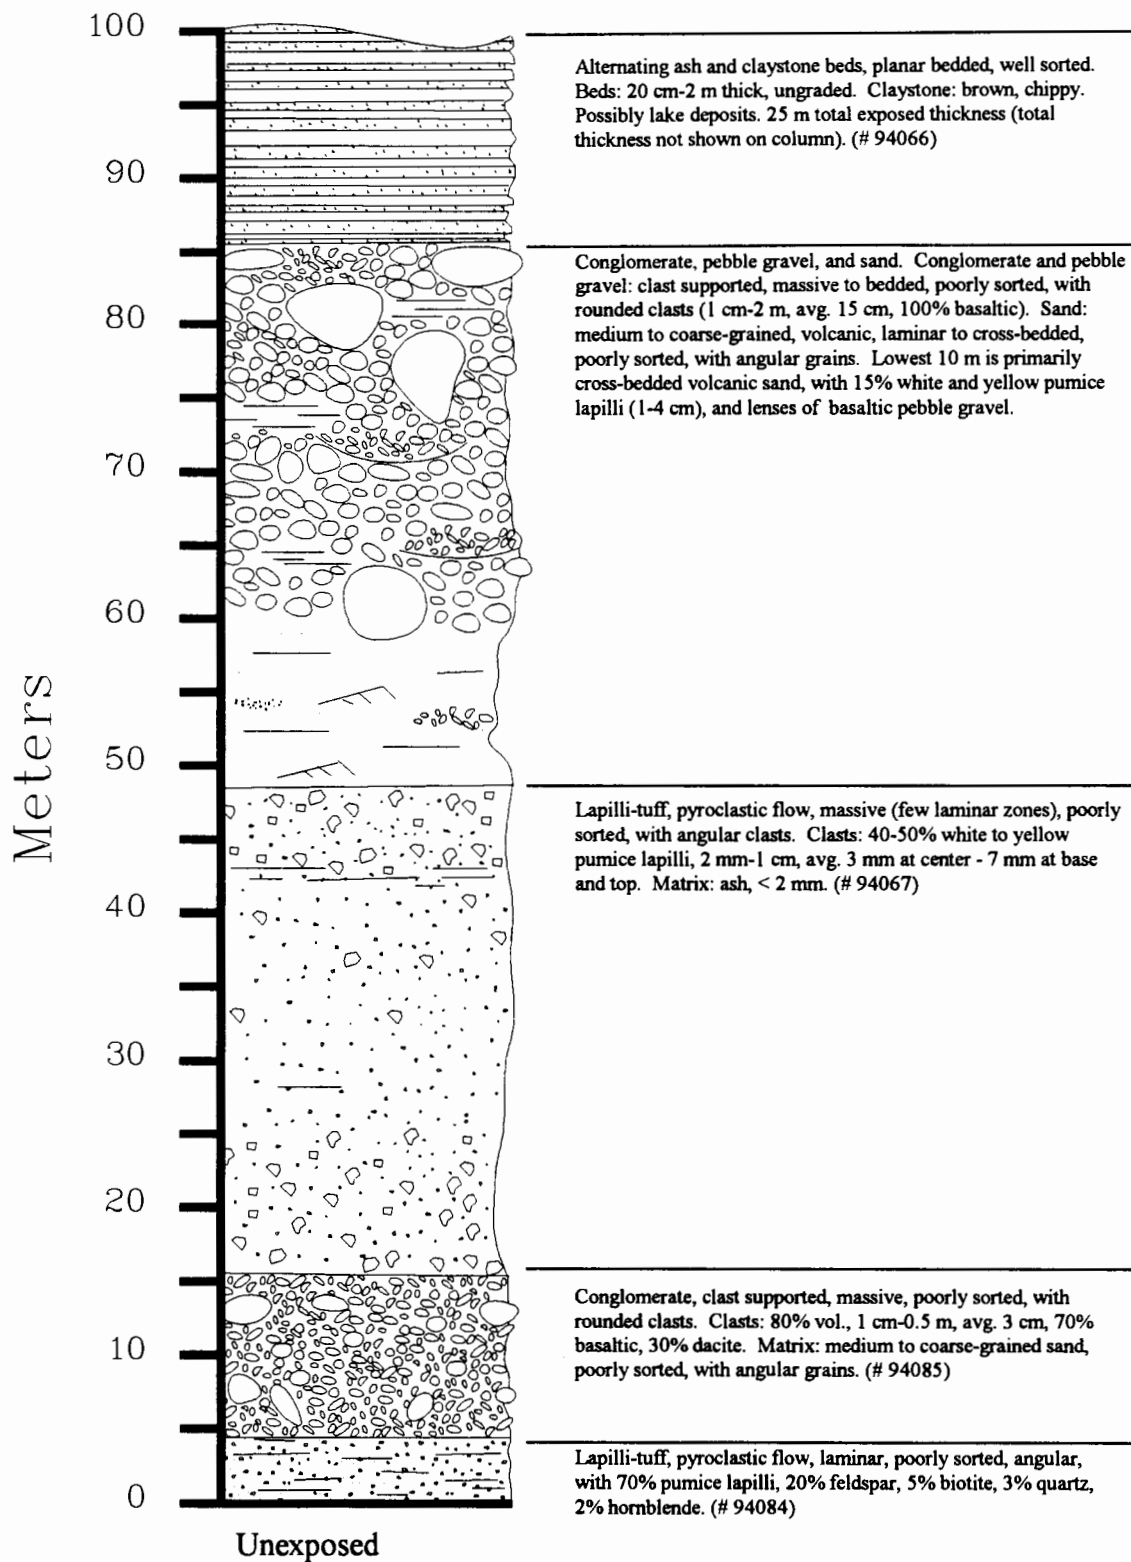 100
Alternating ash and claystone beds, planar bedded, well sorted.
Beds: 20 cm-2 m thick, ungraded. Claystone: brown, chippy.
Possibly lake deposits. 25 m total exposed thickness (total
thickness not shown on column). (# 94066)
90
Conglomerate, pebble gravel, and sand. Conglomerate and pebble
gravel: clast supported, massive to bedded, poorly sorted, with
rounded clasts (1 cm-2 m, avg. 15 cm, 100% basaltic). Sand:
medium to coarse-grained, volcanic, laminar to cross-bedded,
poorly sorted, with angular grains. Lowest 10 m is primarily
cross-bedded volcanic sand, with 15% white and yellow pumice
lapilli (1-4 cm), and lenses of basaltic pebble gravel.
80
70
60
50
Meters
Lapilli-tuff, pyroclastic flow, massive (few laminar zones), poorly
sorted, with angular clasts. Clasts: 40-50% white to yellow
pumice lapilli, 2 mm-1 cm, avg. 3 mm at center - 7 mm at base
and top. Matrix: ash, < 2 mm. (# 94067)
40
30
20
Conglomerate, clast supported, massive, poorly sorted, with
rounded clasts. Clasts: 80% vol., 1 cm-0.5 m, avg. 3 cm, 70%
basaltic, 30% dacite. Matrix: medium to coarse-grained sand,
poorly sorted, with angular grains. (# 94085)
10
Lapilli-tuff, pyroclastic flow, laminar, poorly sorted, angular,
with 70% pumice lapilli, 20% feldspar, 5% biotite, 3% quartz,
2% hornblende. (# 94084)
0
Unexposed